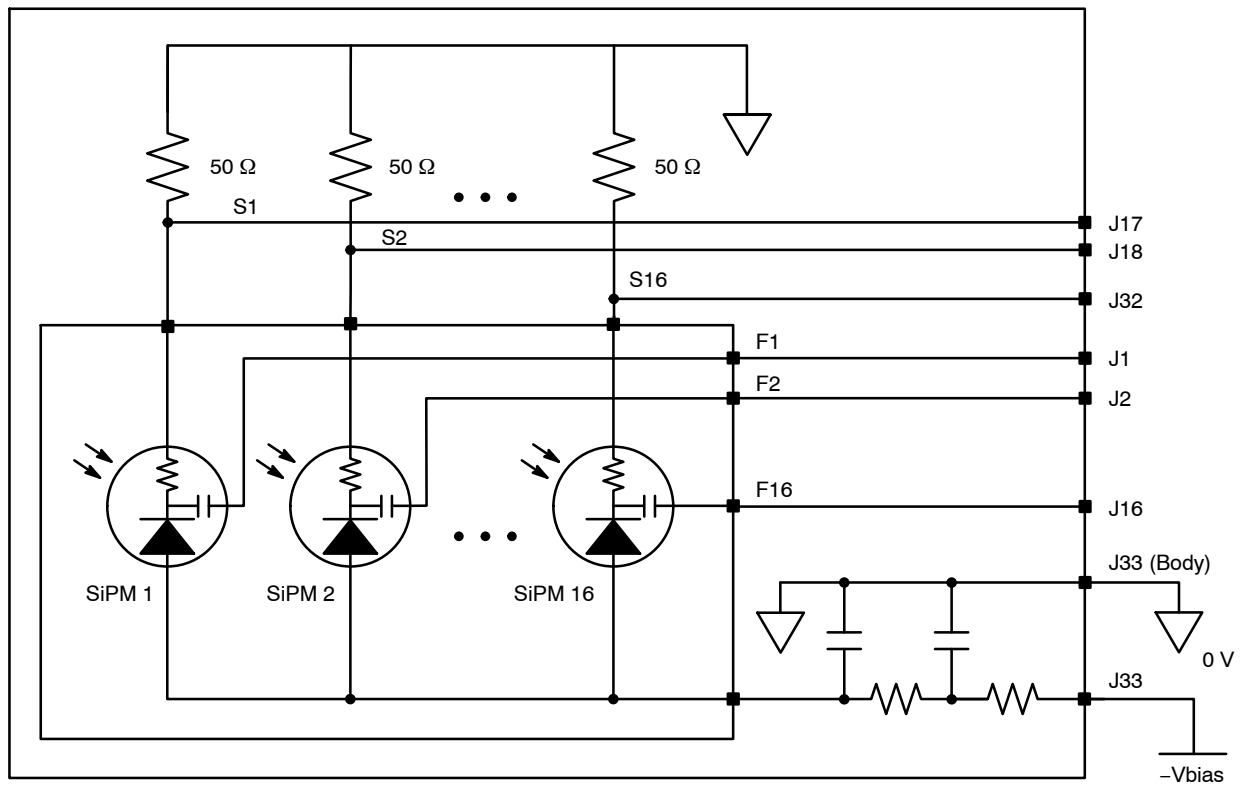 50 Ω
50 Ω
50 Ω
S1
J17
S2
J18
S16
J32
F1
J1
F2
J2
F16
J16
J33 (Body)
SiPM 1
SiPM 2
SiPM 16
0 V
J33
−Vbias